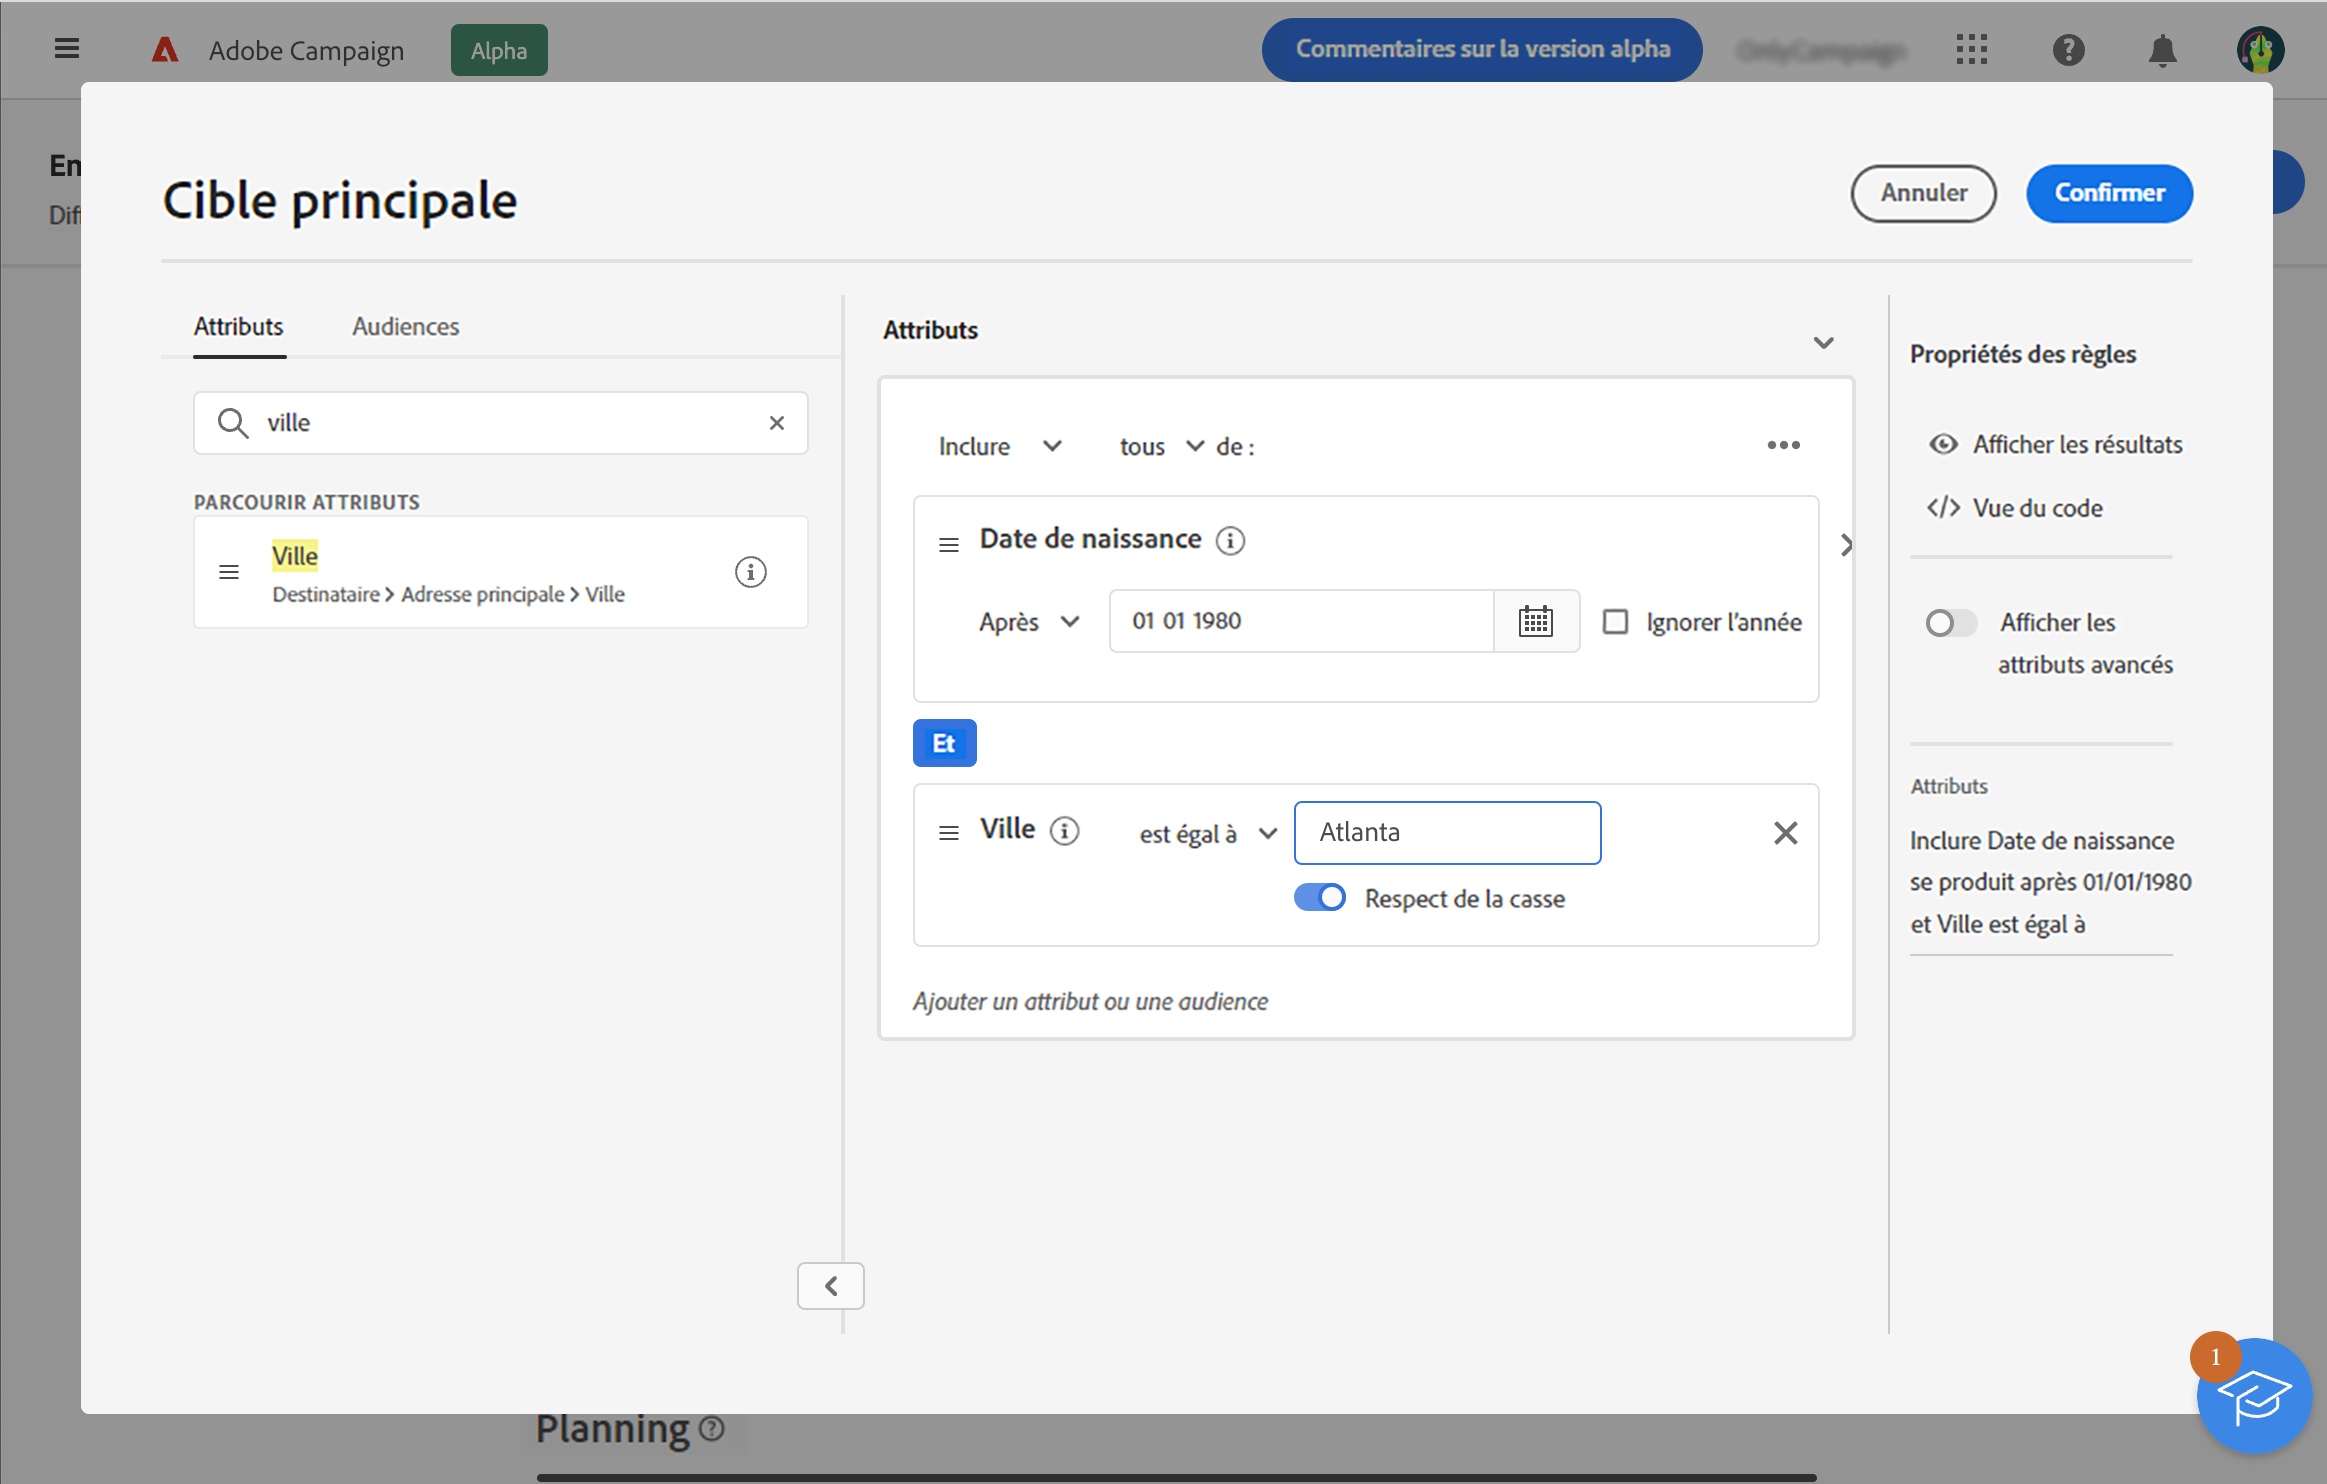 Adobe Campaign
Alpha
Commentaires sur la version alpha
En
Dif
Cible principale
Annuler
Confirmer
Attributs
Audiences
ville
PARCOURIR ATTRIBUTS
Ville
Destinataire > Adresse principale > Ville
Attributs
Inclure
tous
de :
Date de naissance
Après
01 01 1980
Ignorer l'année
Et
Ville
est égal à
Atlanta
Respect de la casse
Ajouter un attribut ou une audience
Propriétés des règles
Afficher les résultats
Vue du code
Afficher les
attributs avancés
Attributs
Inclure Date de naissance
se produit après 01/01/1980
et Ville est égal à
1
Planning